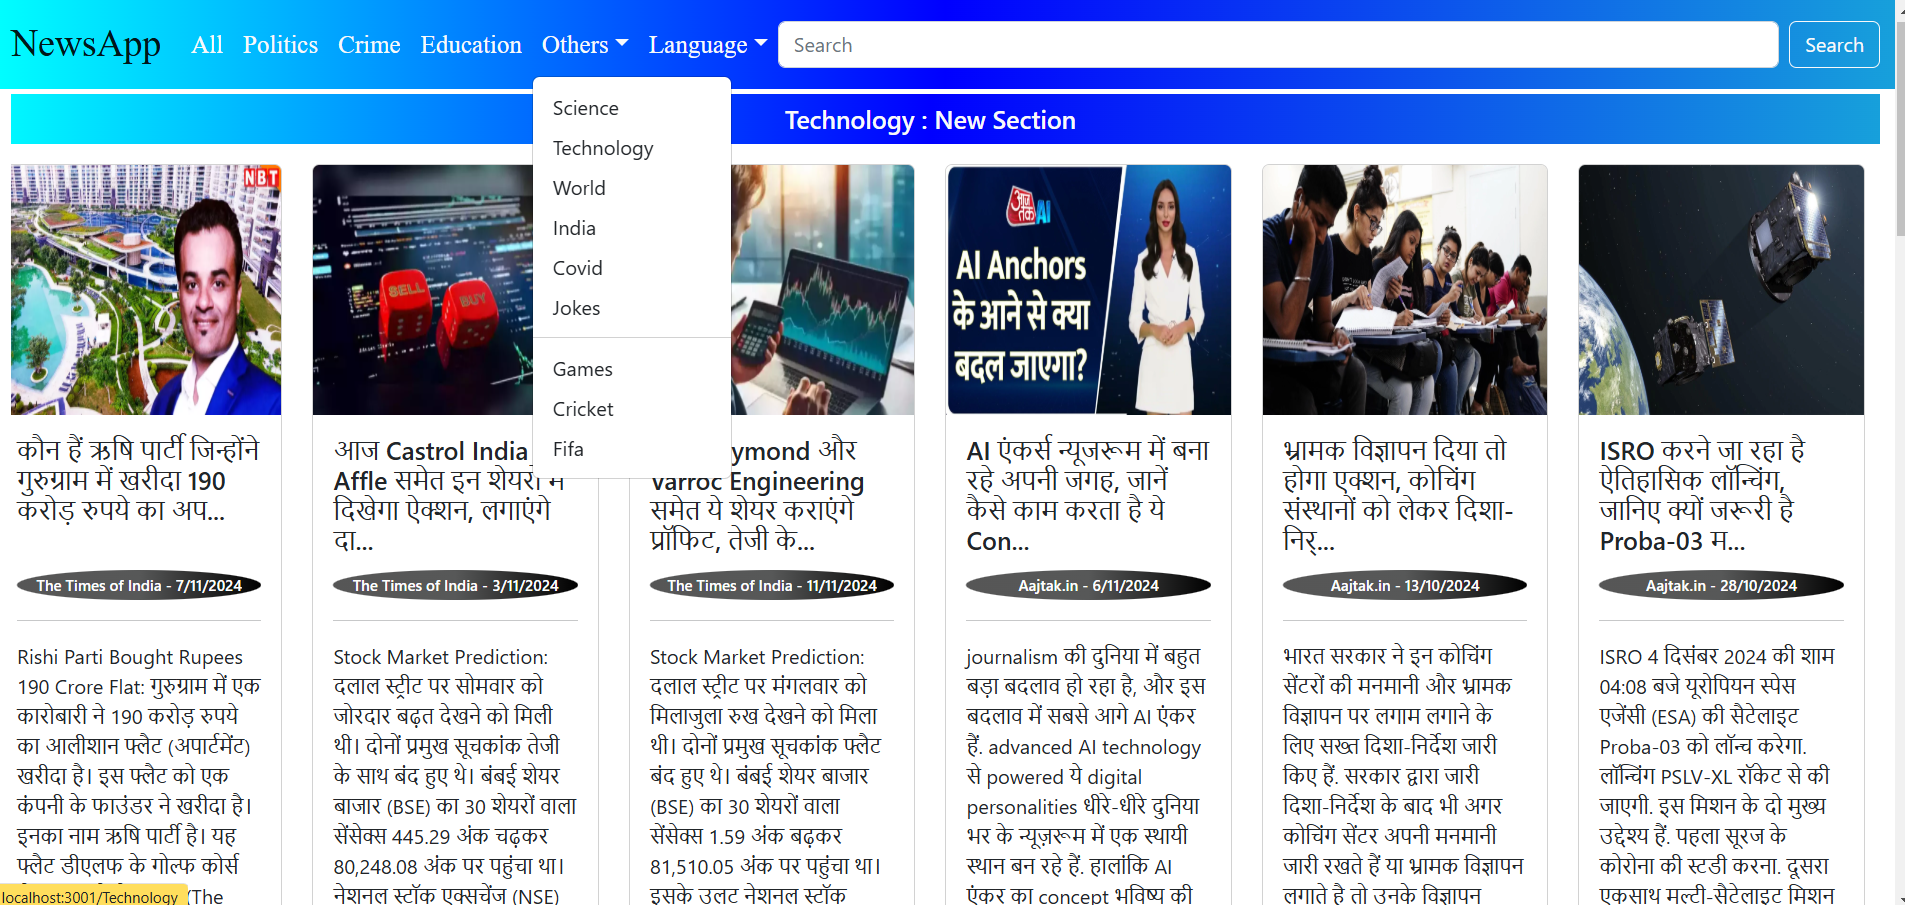 NewsApp All Politics Crime Education Others Language Search Search
Technology : New Section
Science
Technology
World
India
Covid
Jokes
Games
Cricket
Fifa
NBT
कौन हैं ऋषि पार्टी जिन्होंने
गुरुग्राम में खरीदा 190
करोड़ रुपये का अप...
The Times of India - 7/11/2024
Rishi Parti Bought Rupees
190 Crore Flat: गुरुग्राम में एक
कारोबारी ने 190 करोड़ रुपये
का आलीशान फ्लैट (अपार्टमेंट)
खरीदा है। इस फ्लैट को एक
कंपनी के फाउंडर ने खरीदा है।
इनका नाम ऋषि पार्टी है। यह
फ्लैट डीएलफ के गोल्फ कोर्स
(The
SELL
BUY
आज Castrol India
Affle समेत इन शेयरों में
दिखेगा ऐक्शन, लगाएंगे
दा...
The Times of India - 3/11/2024
Stock Market Prediction:
दलाल स्ट्रीट पर सोमवार को
जोरदार बढ़त देखने को मिली
थी। दोनों प्रमुख सूचकांक तेजी
के साथ बंद हुए थे। बंबई शेयर
बाजार (BSE) का 30 शेयरों वाला
सेंसेक्स 445.29 अंक चढ़कर
80,248.08 अंक पर पहुंचा था।
नेशनल स्टॉक एक्सचेंज (NSE)
ymond और
Varroc Engineering
समेत ये शेयर कराएंगे
प्रॉफिट, तेजी के...
The Times of India - 11/11/2024
Stock Market Prediction:
दलाल स्ट्रीट पर मंगलवार को
मिलाजुला रुख देखने को मिला
था। दोनों प्रमुख सूचकांक फ्लैट
बंद हुए थे। बंबई शेयर बाजार
(BSE) का 30 शेयरों वाला
सेंसेक्स 1.59 अंक बढ़कर
81,510.05 अंक पर पहुंचा था।
इसके उलट नेशनल स्टॉक
आज तक AI
AI Anchors
के आने से क्या
बदल जाएगा?
AI एंकर्स न्यूजरूम में बना
रहे अपनी जगह, जानें
कैसे काम करता है ये
Con...
Aajtak.in - 6/11/2024
journalism की दुनिया में बहुत
बड़ा बदलाव हो रहा है, और इस
बदलाव में सबसे आगे AI एंकर
हैं. advanced AI technology
से powered ये digital
personalities धीरे-धीरे दुनिया
भर के न्यूज़रूम में एक स्थायी
स्थान बन रहे हैं. हालांकि AI
एंकर का concept भविष्य की
भ्रामक विज्ञापन दिया तो
होगा एक्शन, कोचिंग
संस्थानों को लेकर दिशा-
निर्...
Aajtak.in - 13/10/2024
भारत सरकार ने इन कोचिंग
सेंटरों की मनमानी और भ्रामक
विज्ञापन पर लगाम लगाने के
लिए सख्त दिशा-निर्देश जारी
किए हैं. सरकार द्वारा जारी
दिशा-निर्देश के बाद भी अगर
कोचिंग सेंटर अपनी मनमानी
जारी रखते हैं या भ्रामक विज्ञापन
लगाते है तो उनके विज्ञापन
ISRO करने जा रहा है
ऐतिहासिक लॉन्चिंग,
जानिए क्यों जरूरी है
Proba-03 म...
Aajtak.in - 28/10/2024
ISRO 4 दिसंबर 2024 की शाम
04:08 बजे यूरोपियन स्पेस
एजेंसी (ESA) की सैटेलाइट
Proba-03 को लॉन्च करेगा.
लॉन्चिंग PSLV-XL रॉकेट से की
जाएगी. इस मिशन के दो मुख्य
उद्देश्य हैं. पहला सूरज के
कोरोना की स्टडी करना. दूसरा
एकसाथ मल्टी-सैटेलाइट मिशन
localhost:3001/Technology